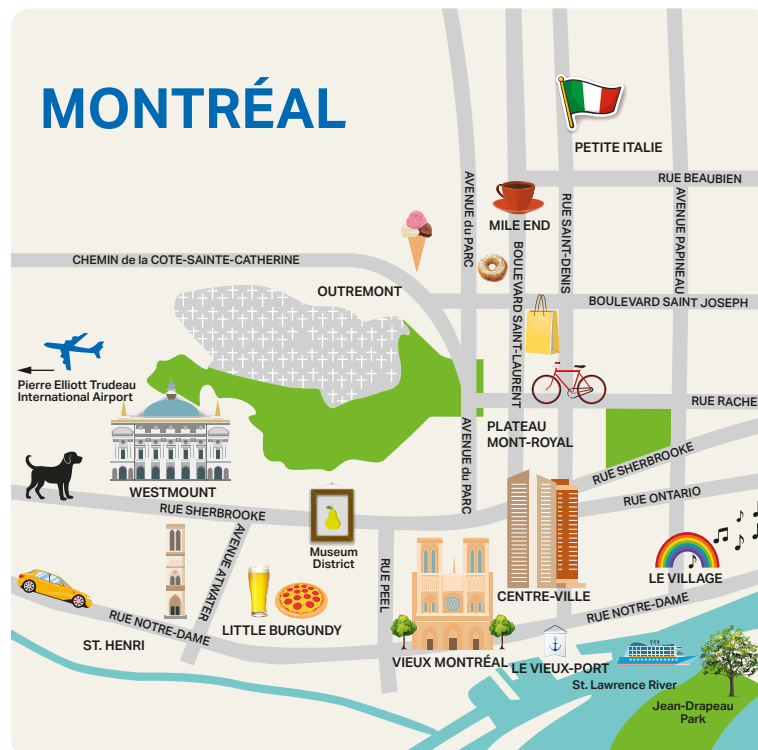 MONTRÉAL
PETITE ITALIE
RUE BEAUBIEN
AVENUE du PARC
MILE END
RUE SAINT-DENIS
AVENUE PAPINEAU
CHEMIN de la COTE-SAINTE-CATHERINE
OUTREMONT
BOULEVARD SAINT-LAURENT
BOULEVARD SAINT JOSEPH
Pierre Elliott Trudeau
International Airport
RUE RACHE
AVENUE du PARC
PLATEAU
MONT-ROYAL
RUE SHERBROOKE
WESTMOUNT
RUE ONTARIO
RUE SHERBROOKE
Museum
District
AVENUE ATWATER
RUE PEEL
LE VILLAGE
CENTRE-VILLE
RUE NOTRE-DAME
RUE NOTRE-DAME
LITTLE BURGUNDY
ST. HENRI
VIEUX MONTRÉAL
LE VIEUX-PORT
St. Lawrence River
Jean-Drapeau
Park